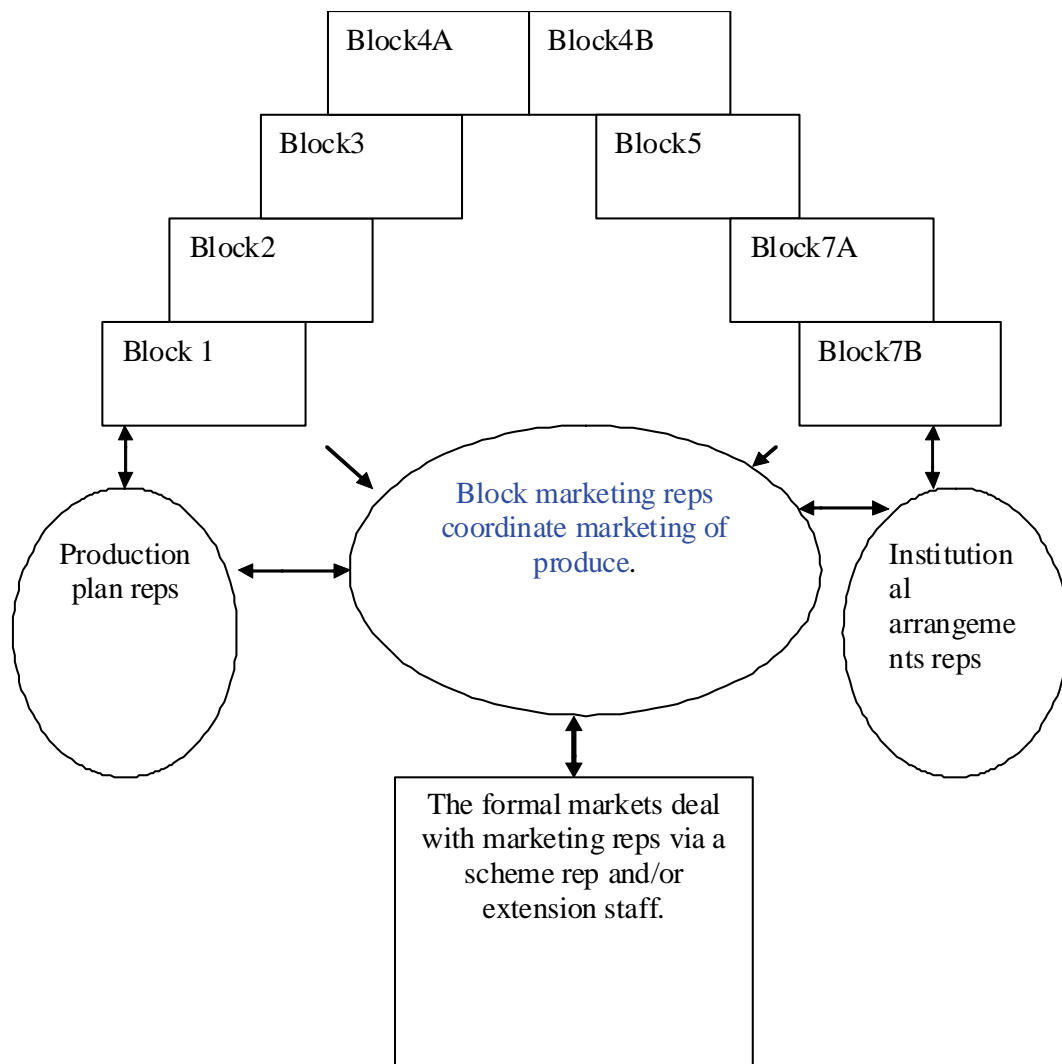 Block4A
Block4B
Block3
Block5
Block2
Block7A
Block 1
Block7B
Block marketing reps
coordinate marketing of
produce.
Production
plan reps
Institution
al
arrangeme
nts reps
The formal markets deal
with marketing reps via a
scheme rep and/or
extension staff.